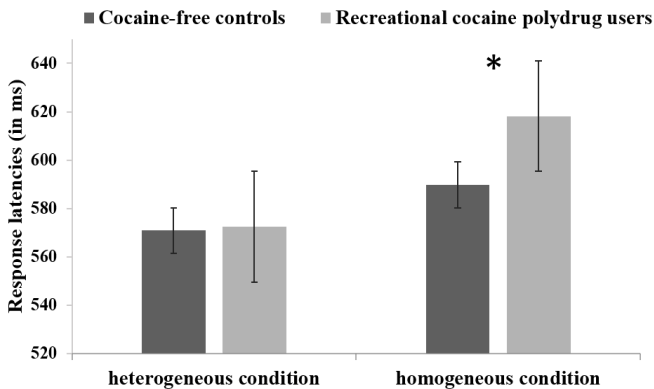 Cocaine-free controls Recreational cocaine polydrug users
Response latencies (in ms)
640
620
600
580
560
540
520
*
heterogeneous condition homogeneous condition